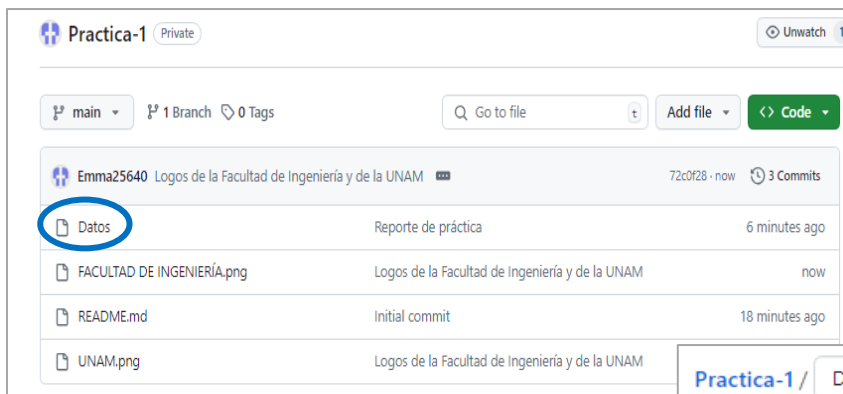 Practica-1 Private
Unwatch 1
main 1 Branch 0 Tags Go to file t Add file Code
Emma25640 Logos de la Facultad de Ingeniería y de la UNAM 72c0f28 · now 3 Commits
Datos Reporte de práctica 6 minutes ago
FACULTAD DE INGENIERÍA.png Logos de la Facultad de Ingeniería y de la UNAM now
README.md Initial commit 18 minutes ago
UNAM.png Logos de la Facultad de Ingeniería y de la UNAM
Practica-1 / D